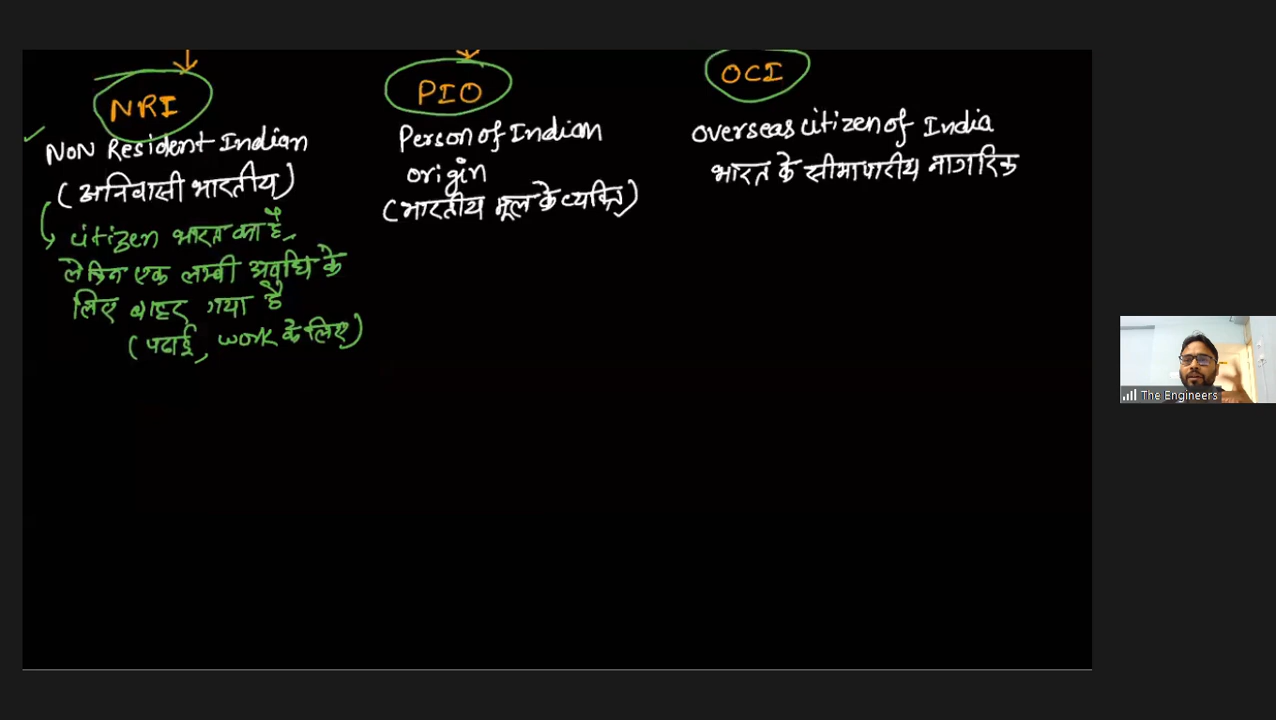 NRI
Non Resident Indian
(अनिवासी भारतीय)
citizen भारत का है,
लेकिन एक लम्बी अवधि के
लिए बाहर गया है
(पढाई, work के लिए)
PIO
Person of Indian
origin
(भारतीय मूल के व्यक्ति)
OCI
overseas citizen of India
भारत के सीमापारीय नागरिक
The Engineers